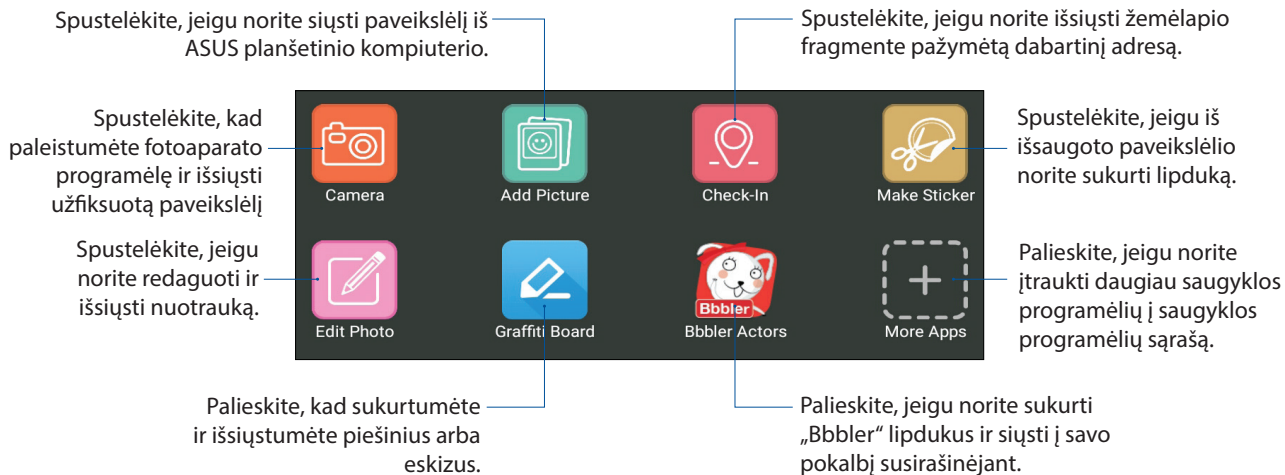 Spustelėkite, jeigu norite siųsti paveikslėlį iš
ASUS planšetinio kompiuterio.
Spustelėkite, jeigu norite išsiųsti žemėlapio
fragmente pažymėtą dabartinį adresą.
Spustelėkite, kad
paleistumėte fotoaparato
programėlę ir išsiųsti
užfiksuotą paveikslėlį
Spustelėkite, jeigu iš
išsaugoto paveikslėlio
norite sukurti lipduką.
Camera
Add Picture
Check-In
Make Sticker
Spustelėkite, jeigu
norite redaguoti ir
išsiųsti nuotrauką.
Palieskite, jeigu norite
įtraukti daugiau saugyklos
programėlių į saugyklos
programėlių sąrašą.
Bbbler
Edit Photo
Graffiti Board
Bbbler Actors
More Apps
Palieskite, kad sukurtumėte
ir išsiųstumėte piešinius arba
eskizus.
Palieskite, jeigu norite sukurti
„Bbbler“ lipdukus ir siųsti į savo
pokalbį susirašinėjant.